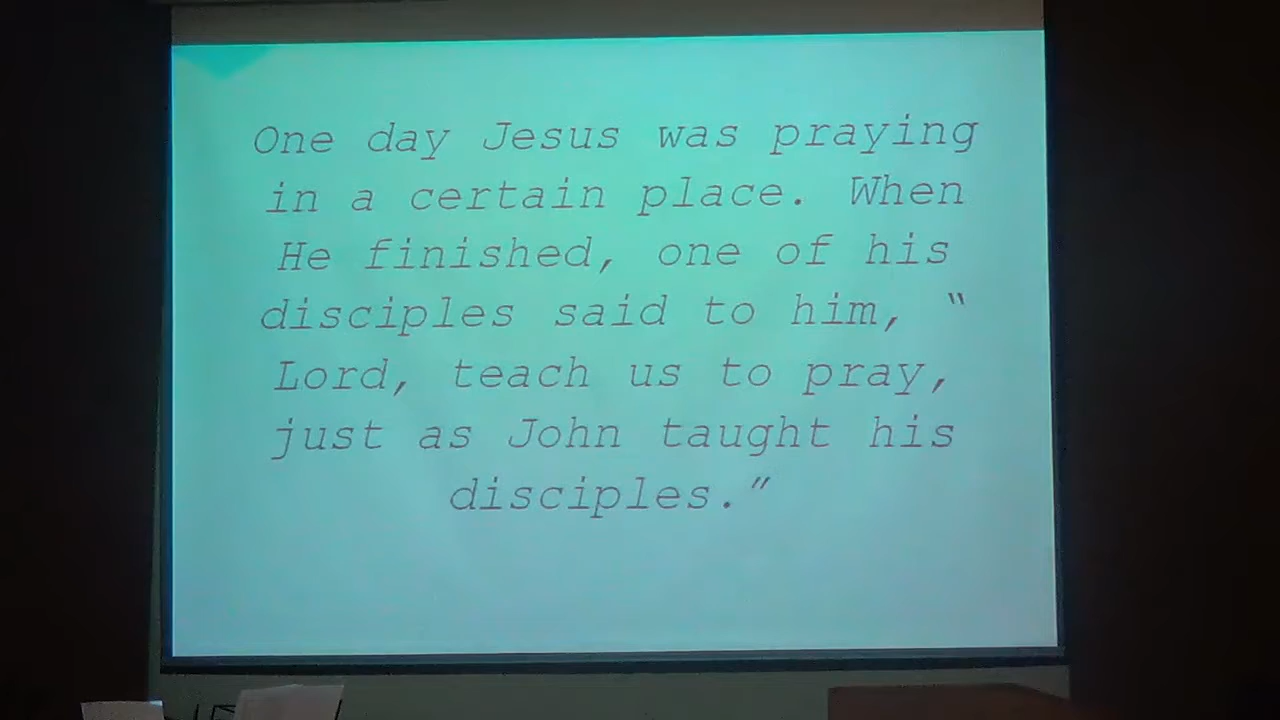 One day Jesus was praying
in a certain place. When
He finished, one of his
disciples said to him, “
Lord, teach us to pray,
just as John taught his
disciples.”